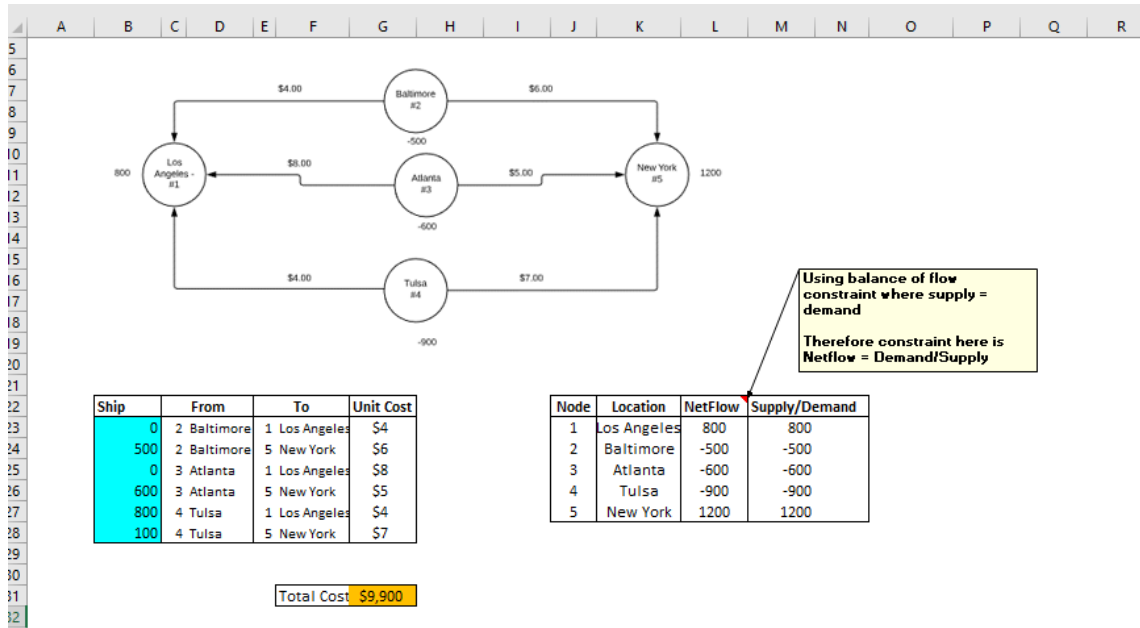 A B C D E F G H I J K L M N O P Q R
5
6
7
8
9
10
11
12
13
14
15
16
17
18
19
20
21
22
23
24
25
26
27
28
29
30
31
32
$4.00
Baltimore
#2
$6.00
-500
800
Los
Angeles -
#1
$8.00
Atlanta
#3
$5.00
New York
#5
1200
-600
$4.00
Tulsa
#4
$7.00
-900
Using balance of flow
constraint where supply =
demand
Therefore constraint here is
Netflow = Demand/Supply
Ship From To Unit Cost
0 2 Baltimore 1 Los Angeles $4
500 2 Baltimore 5 New York $6
0 3 Atlanta 1 Los Angeles $8
600 3 Atlanta 5 New York $5
800 4 Tulsa 1 Los Angeles $4
100 4 Tulsa 5 New York $7
Total Cost $9,900
Node Location NetFlow Supply/Demand
1 Los Angeles 800 800
2 Baltimore -500 -500
3 Atlanta -600 -600
4 Tulsa -900 -900
5 New York 1200 1200